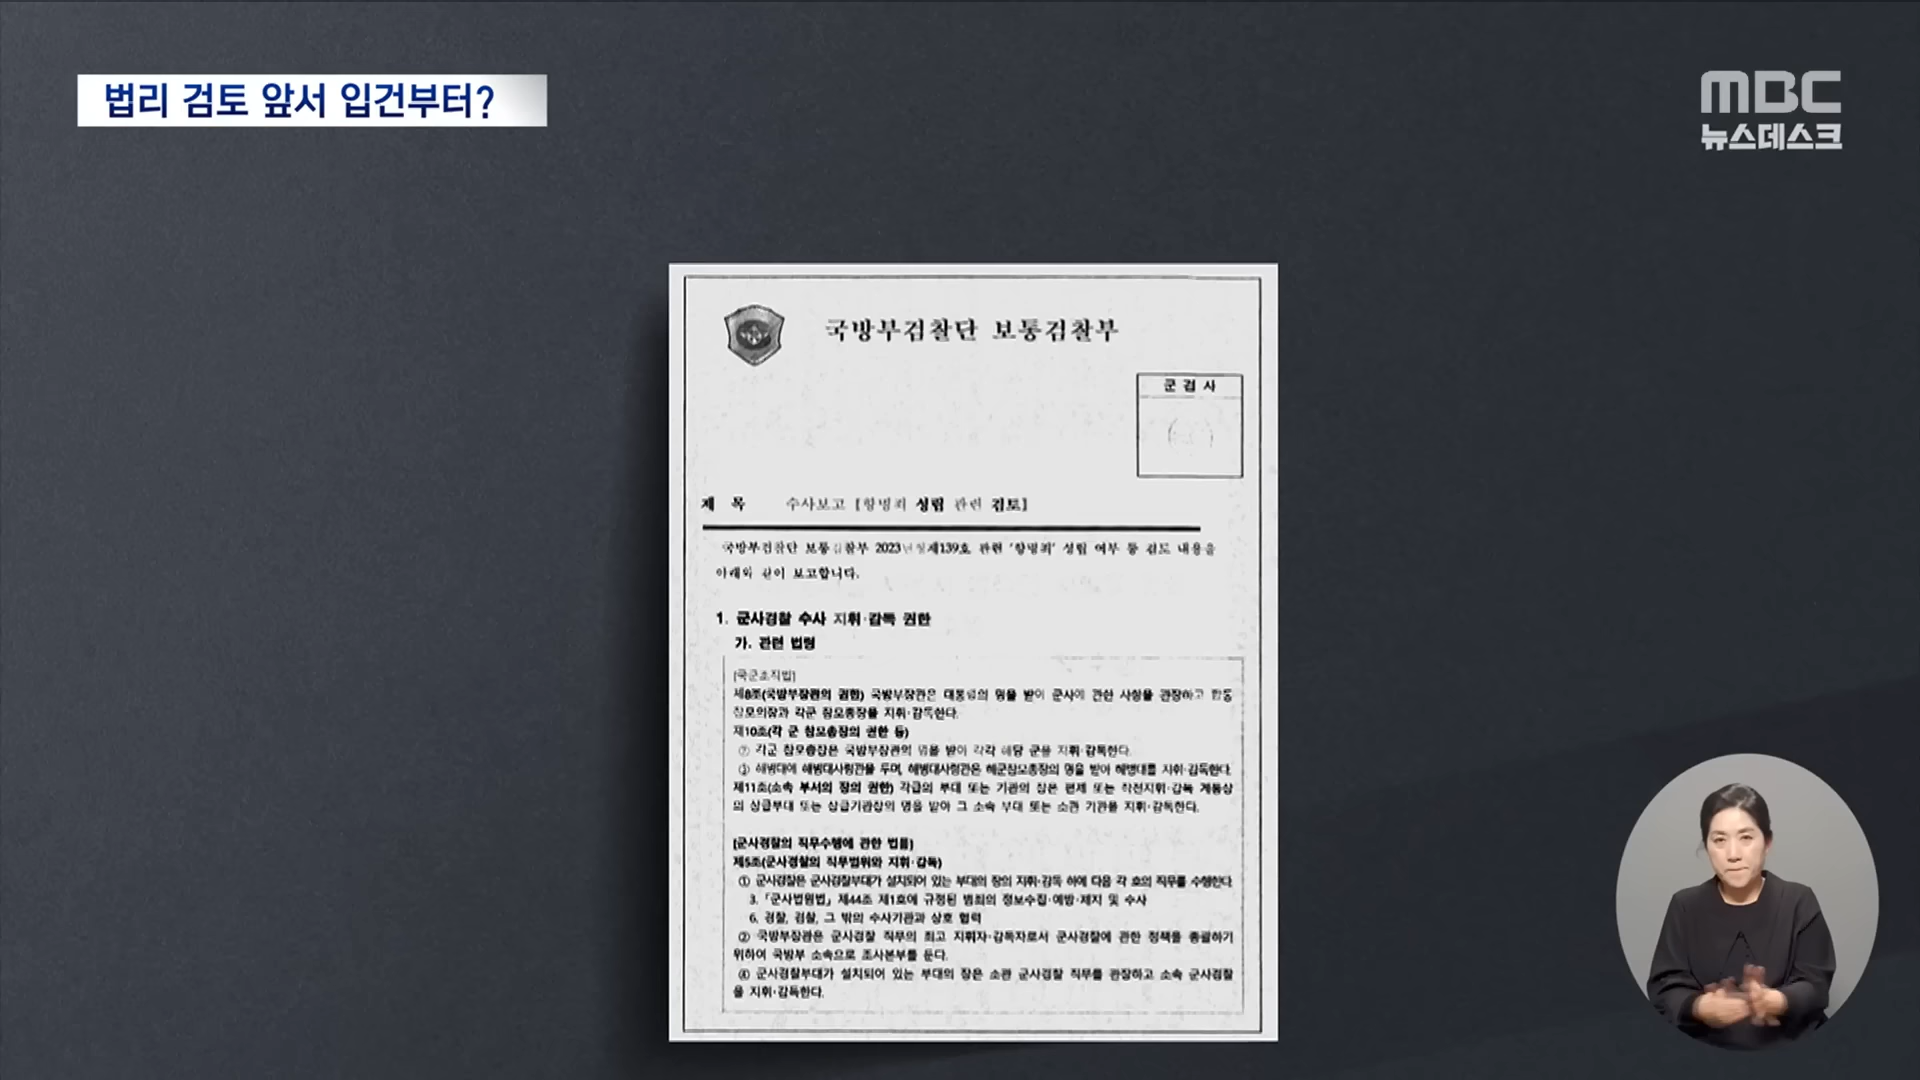 법리 검토 앞서 입건부터?
MBC
뉴스데스크
국방부검찰단 보통검찰부
군검사
제 목 수사보고 [항명죄 성립 관련 검토]
국방부검찰단 보통검찰부 2023년 제139호 관련 '항명죄' 성립 여부 등 검토 내용을
아래와 같이 보고합니다.
1. 군사경찰 수사 지휘·감독 권한
가. 관련 법령
[국군조직법]
제8조(국방부장관의 권한) 국방부장관은 대통령의 명을 받아 군사에 관한 사항을 관장하고 합동
참모의장과 각군 참모총장을 지휘·감독한다.
제10조(각 군 참모총장의 권한 등)
각군 참모총장은 국방부장관의 명을 받아 각각 해당 군을 지휘·감독한다.
해병대에 해병대사령관을 두며, 해병대사령관은 해군참모총장의 명을 받아 해병대를 지휘·감독한다.
제11조(소속 부서의 장의 권한) 각급의 부대 또는 기관의 장은 편제 또는 작전지휘·감독 계통상
의 상급부대 또는 상급기관장의 명을 받아 그 소속 부대 또는 소관 기관을 지휘·감독한다.
[군사경찰의 직무수행에 관한 법률]
제5조(군사경찰의 직무범위와 지휘·감독)
① 군사경찰은 군사경찰부대가 설치되어 있는 부대의 장의 지휘·감독 하에 다음 각 호의 직무를 수행한다.
3. 「군사법원법」 제44조 제1호에 규정된 범죄의 정보수집·예방·제지 및 수사
6. 경찰, 검찰, 그 밖의 수사기관과 상호 협력
② 국방부장관은 군사경찰 직무의 최고 지휘자·감독자로서 군사경찰에 관한 정책을 총괄하기
위하여 국방부 소속으로 조사본부를 둔다.
④ 군사경찰부대가 설치되어 있는 부대의 장은 소관 군사경찰 직무를 관장하고 소속 군사경찰
을 지휘·감독한다.